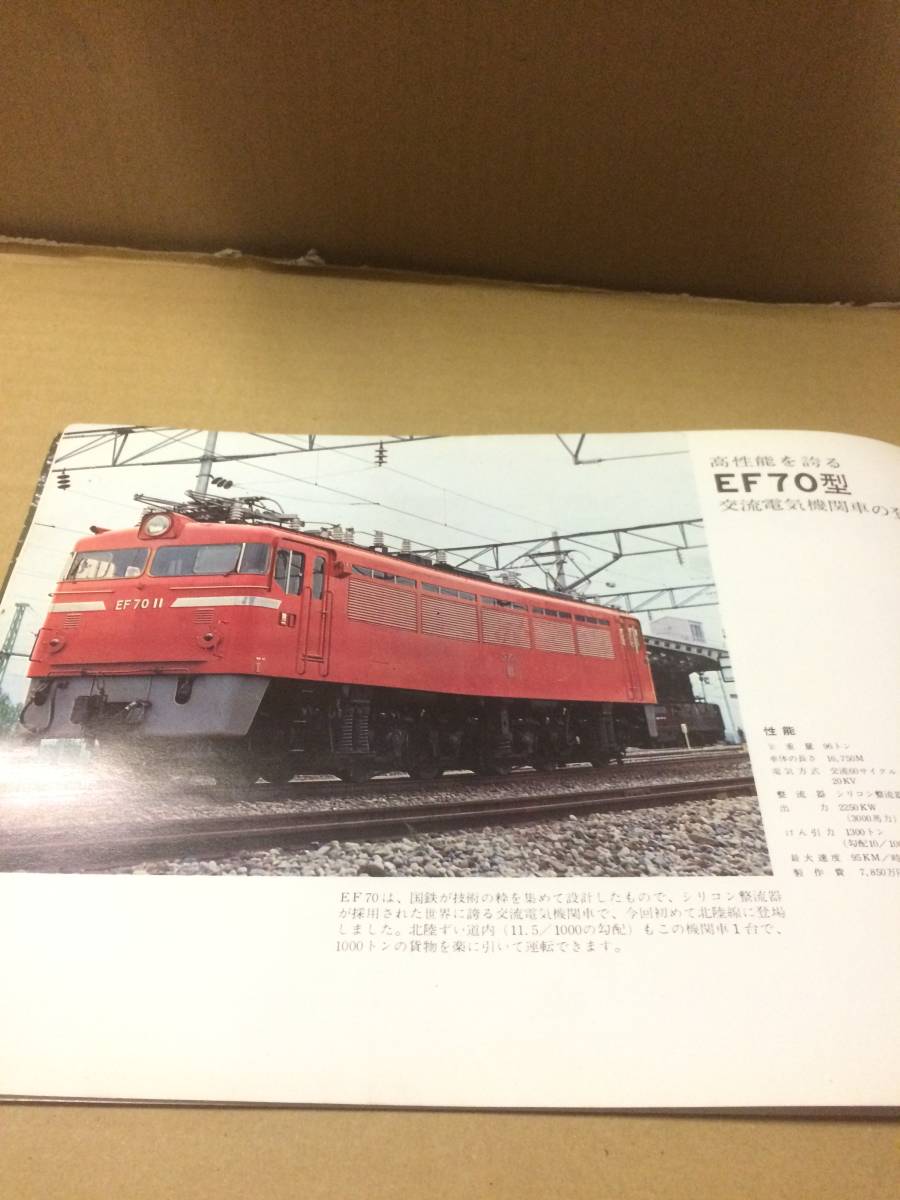 高性能を誇る
EF70型
交流電気機関車の
EF70 11
性能
重量 96トン
車体の長さ 16,750M
電気方式 交流60サイクル
20KV
整流器 シリコン整流器
出力 2250KW
(3000馬力)
けん引力 1300トン
(勾配10/100
最大速度 95KM/時
製作費 7,850万
EF70は、国鉄が技術の粋を集めて設計したもので、シリコン整流器
が採用された世界に誇る交流電気機関車で、今回初めて北陸線に登場
しました。北陸ずい道内（11.5/1000の勾配）もこの機関車1台で、
1000トンの貨物を楽に引いて運転できます。